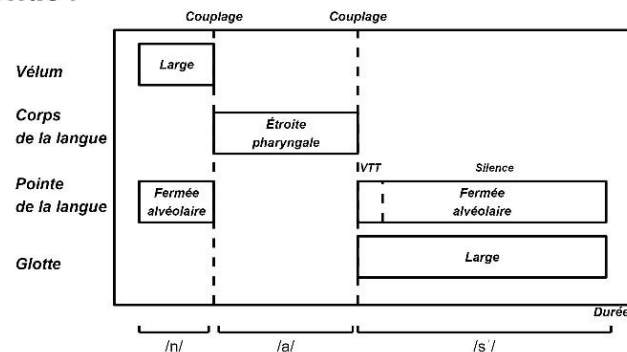 Couplage Couplage
Vélum
Large
Corps
de la langue
Étroite
pharyngale
Pointe
de la langue
Fermée
alvéolaire
VTT Silence
Fermée
alvéolaire
Glotte
Large
Durée
/n/ /a/ /s˙/